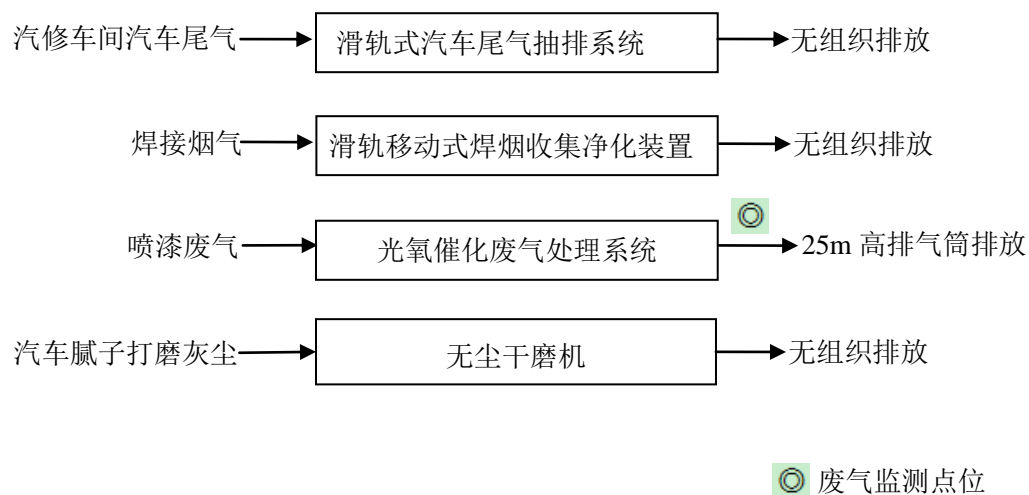 汽修车间汽车尾气 滑轨式汽车尾气抽排系统 无组织排放
焊接烟气 滑轨移动式焊烟收集净化装置 无组织排放
◎
喷漆废气 光氧催化废气处理系统 25m 高排气筒排放
汽车腻子打磨灰尘 无尘干磨机 无组织排放
◎ 废气监测点位